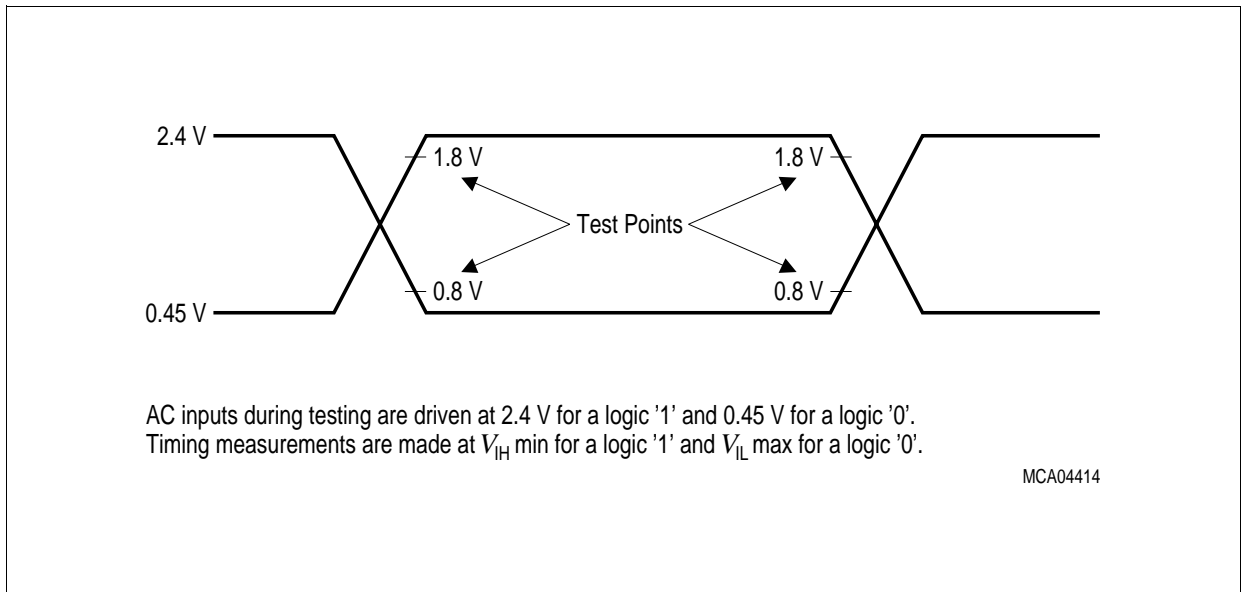 2.4 V
1.8 V
1.8 V
Test Points
0.8 V
0.8 V
0.45 V
AC inputs during testing are driven at 2.4 V for a logic ’1’ and 0.45 V for a logic ’0’.
Timing measurements are made at VIH min for a logic ’1’ and VIL max for a logic ’0’.
MCA04414